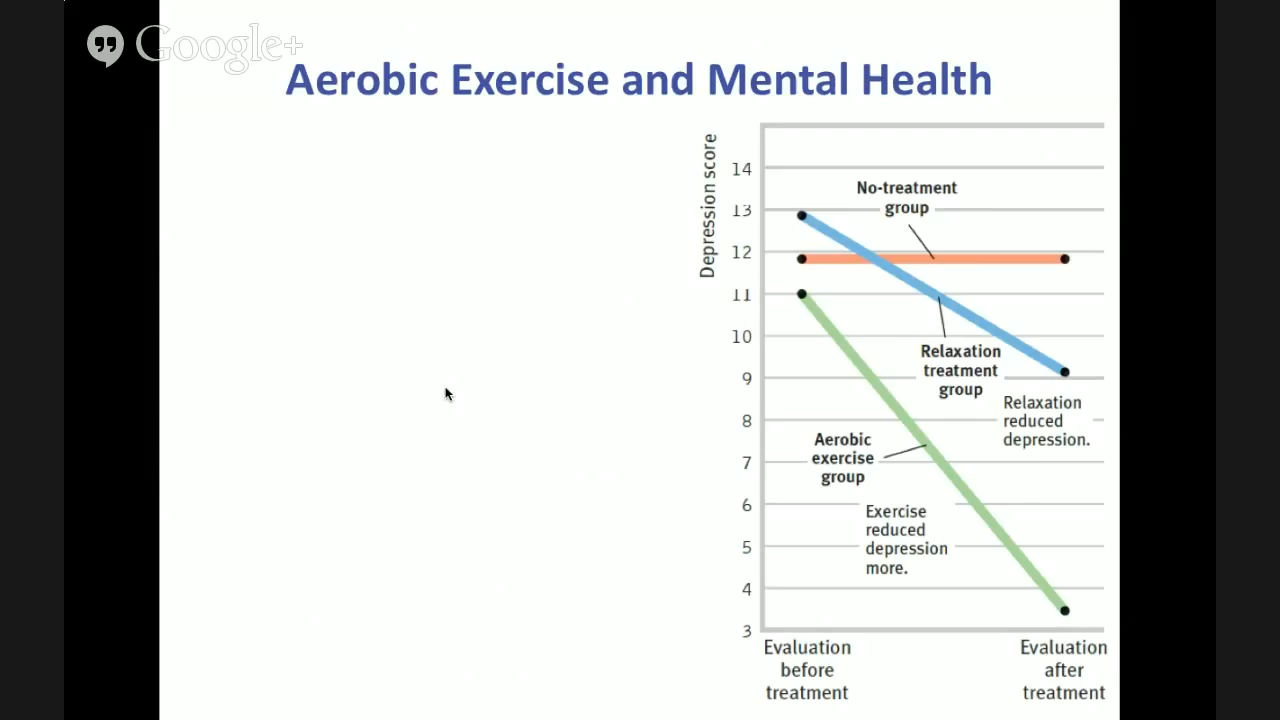 Google+
Aerobic Exercise and Mental Health
Depression score
14
13
12
11
10
9
8
7
6
5
4
3
No-treatment
group
Relaxation
treatment
group
Relaxation
reduced
depression.
Aerobic
exercise
group
Exercise
reduced
depression
more.
Evaluation
before
treatment
Evaluation
after
treatment